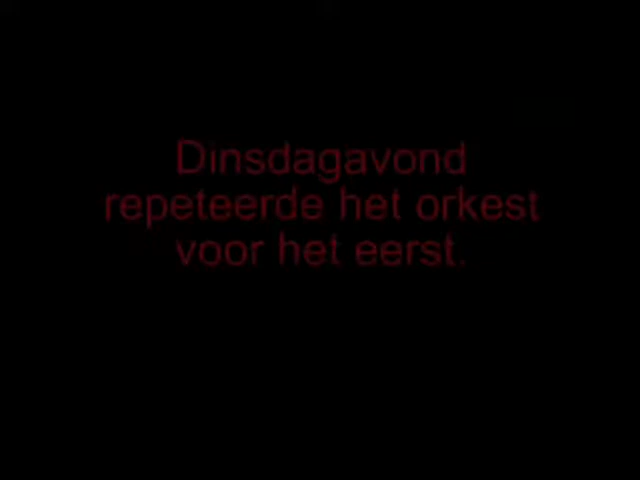 Dinsdagavond
repeteerde het orkest
voor het eerst.